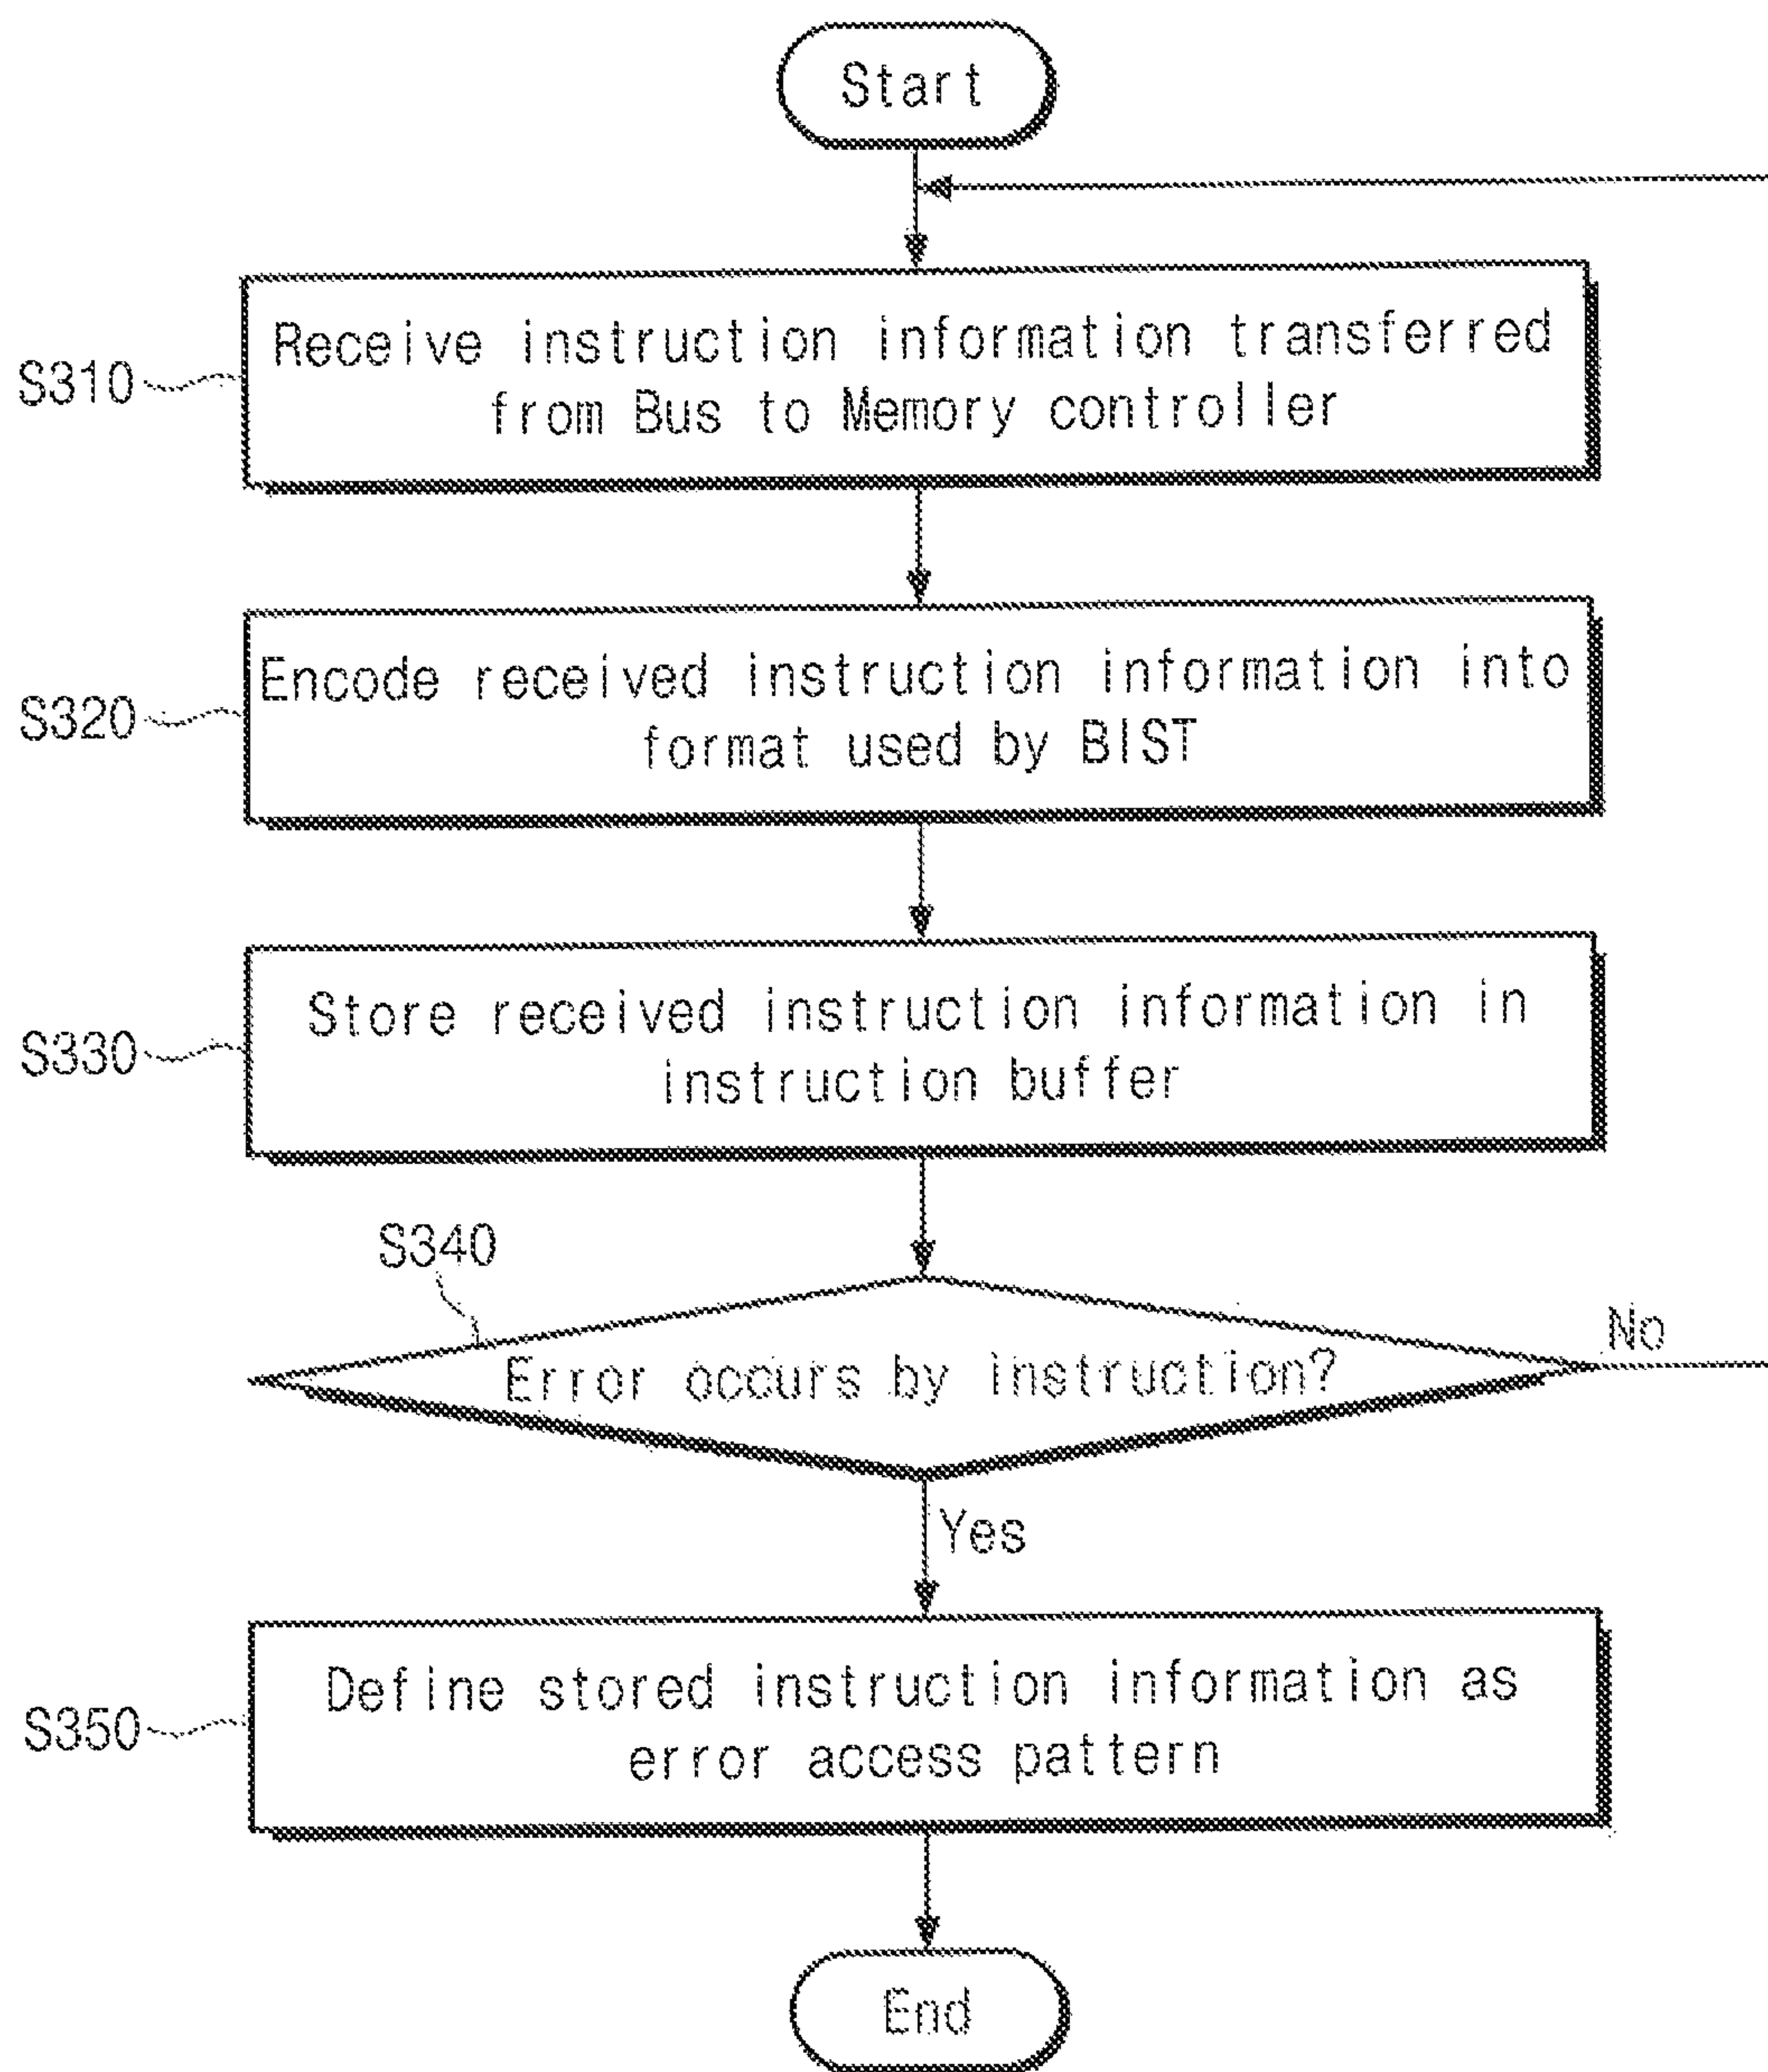 Start
S310
Receive instruction information transferred
from Bus to Memory controller
S320
Encode received instruction information into
format used by BIST
S330
Store received instruction information in
instruction buffer
S340
Error occurs by instruction?
No
Yes
S350
Define stored instruction information as
error access pattern
End